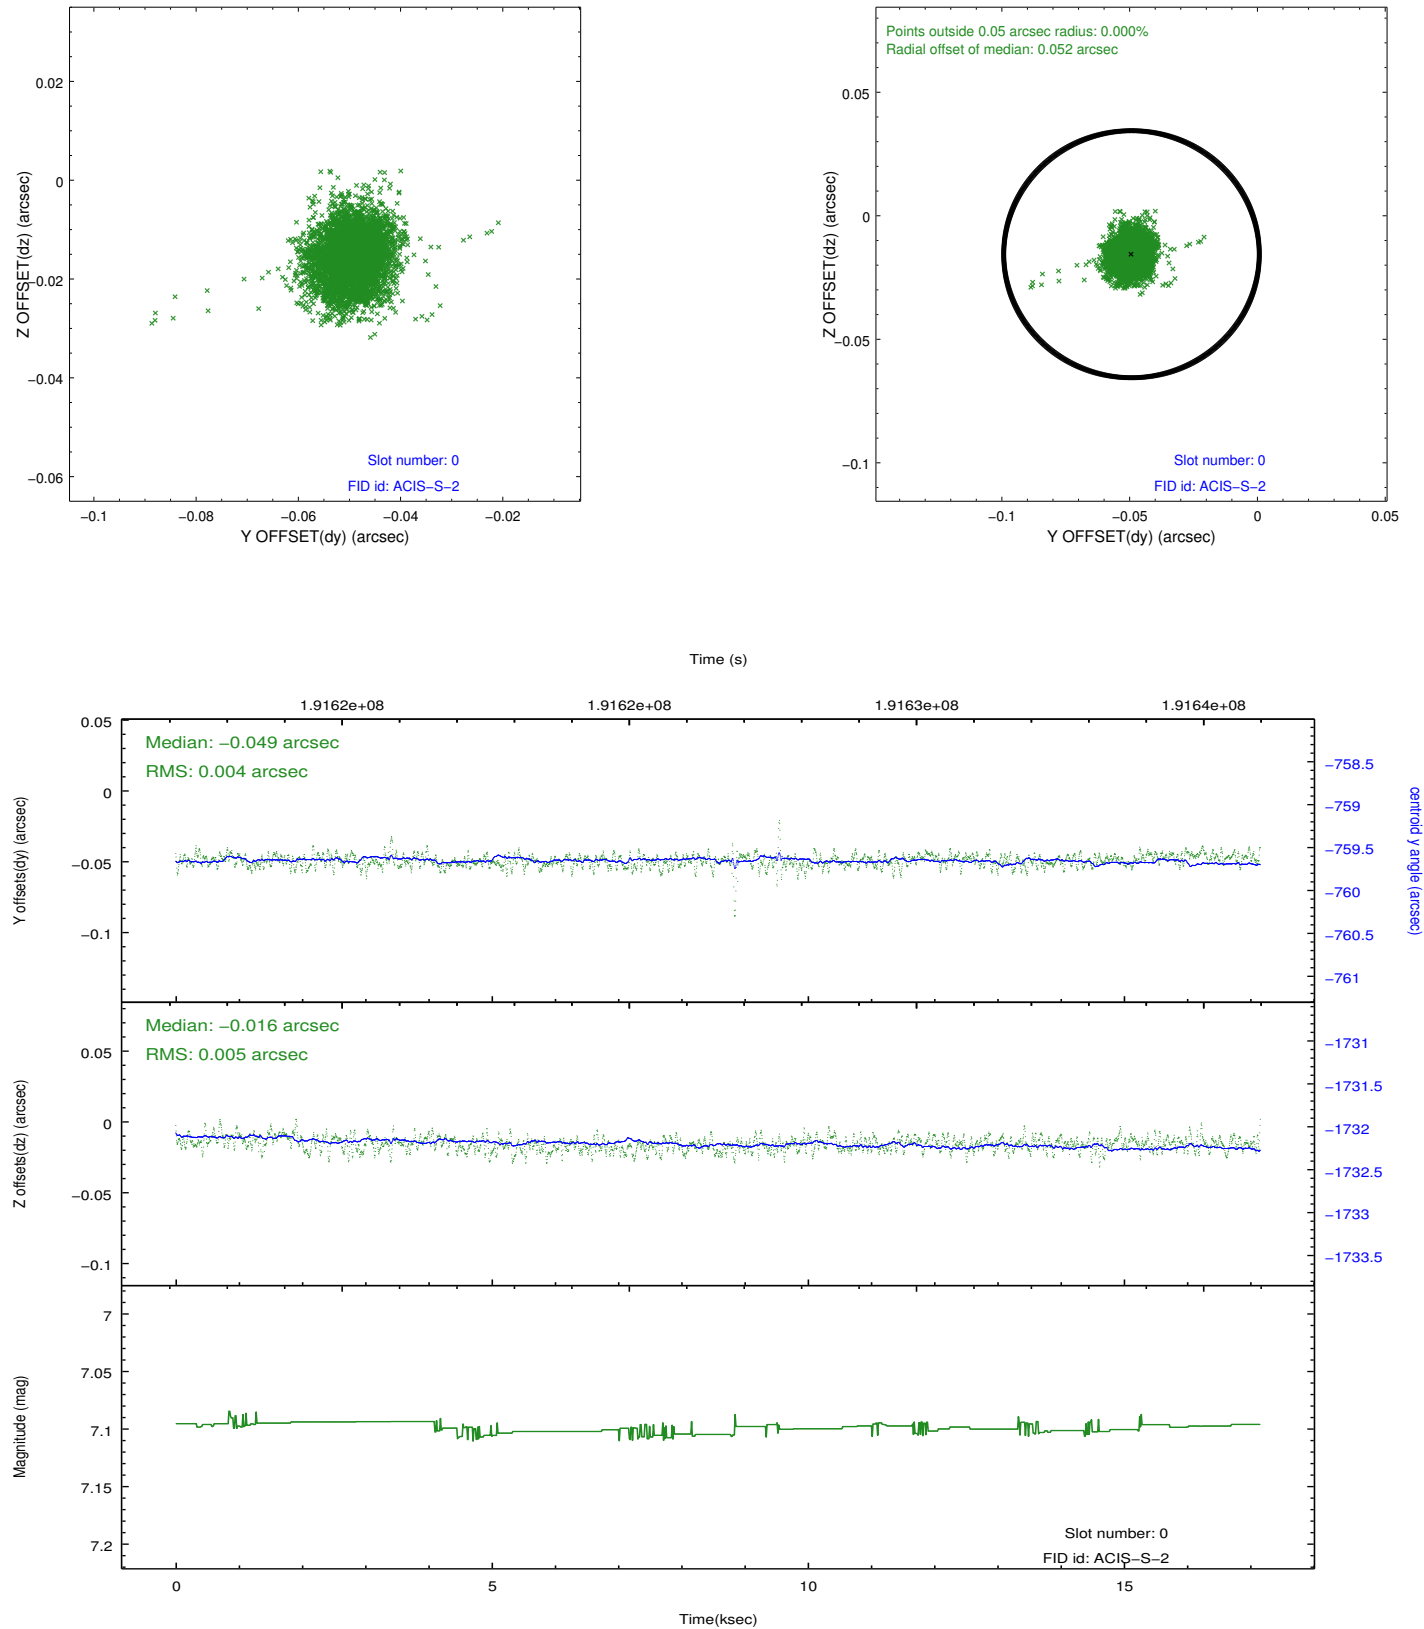 0.02
0
−0.02
−0.04
−0.06
Z OFFSET(dz) (arcsec)
Slot number: 0
FID id: ACIS−S−2
−0.1
−0.08
−0.06
−0.04
−0.02
Y OFFSET(dy) (arcsec)
Points outside 0.05 arcsec radius: 0.000%
Radial offset of median: 0.052 arcsec
0.05
0
−0.05
−0.1
Z OFFSET(dz) (arcsec)
Slot number: 0
FID id: ACIS−S−2
−0.1
−0.05
0
0.05
Y OFFSET(dy) (arcsec)
Time (s)
1.9162e+08
1.9162e+08
1.9163e+08
1.9164e+08
Median: −0.049 arcsec
RMS: 0.004 arcsec
0.05
0
−0.05
−0.1
Y offsets(dy) (arcsec)
−758.5
−759
−759.5
−760
−760.5
−761
centroid y angle (arcsec)
Median: −0.016 arcsec
RMS: 0.005 arcsec
0.05
0
−0.05
−0.1
Z offsets(dz) (arcsec)
−1731
−1731.5
−1732
−1732.5
−1733
−1733.5
7
7.05
7.1
7.15
7.2
Magnitude (mag)
Slot number: 0
FID id: ACIS−S−2
0
5
10
15
Time(ksec)